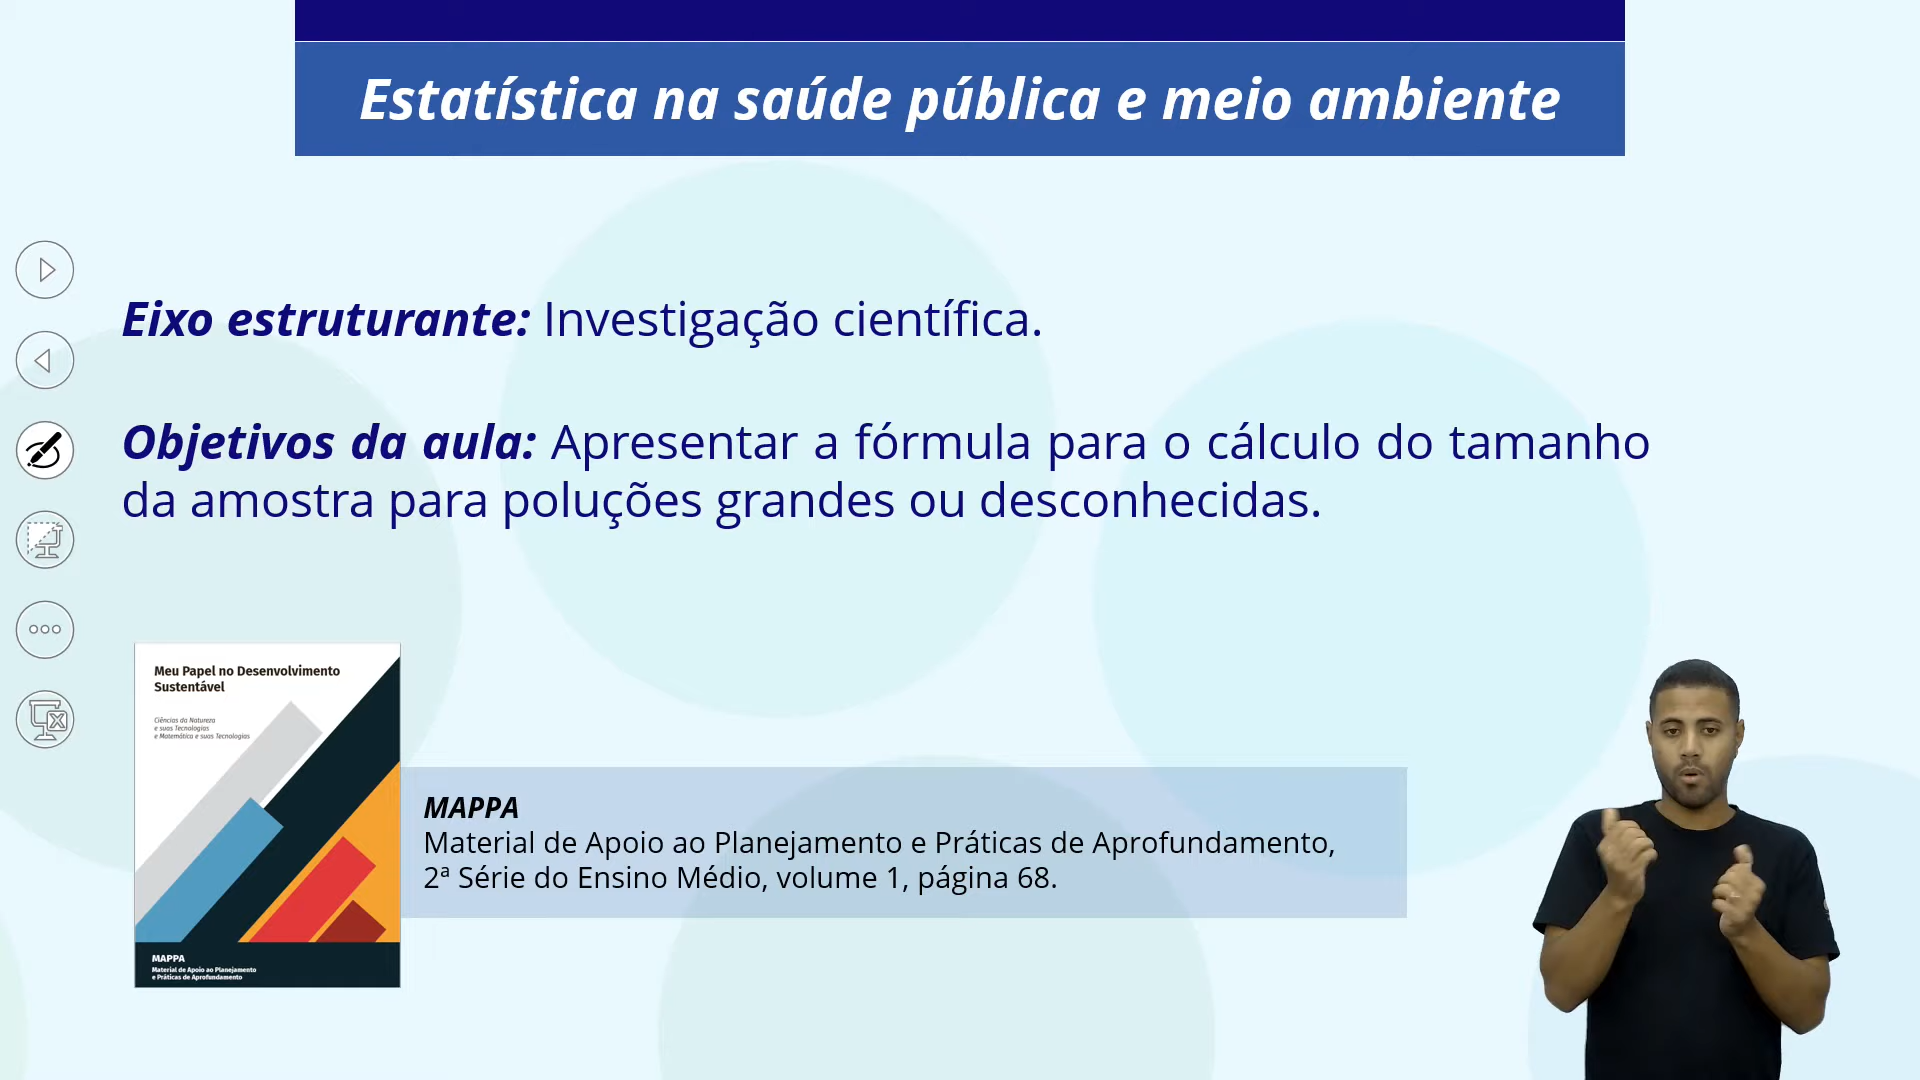 Estatística na saúde pública e meio ambiente
Eixo estruturante: Investigação científica.
Objetivos da aula: Apresentar a fórmula para o cálculo do tamanho
da amostra para poluções grandes ou desconhecidas.
Meu Papel no Desenvolvimento
Sustentável
Ciências da Natureza
e suas Tecnologias
e Matemática e suas Tecnologias
MAPPA
Material de Apoio ao Planejamento e Práticas de Aprofundamento,
2ª Série do Ensino Médio, volume 1, página 68.
MAPPA
Material de Apoio ao Planejamento
e Práticas de Aprofundamento